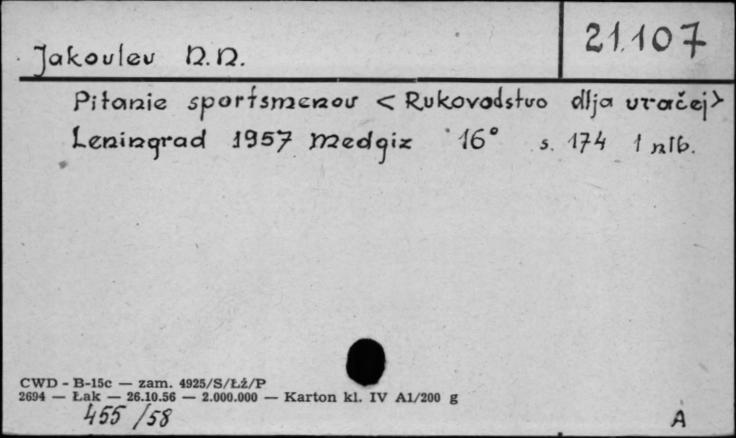 21.107
Jakovlev N.N.
Pitanie sportsmenov < Rukovodstvo dlja vračej >
Leningrad 1957 Medgiz 16° s. 174 1 nlb.
CWD - B-15c — zam. 4925/S/Łż/P
2694 — Łak — 26.10.56 — 2.000.000 — Karton kl. IV A1/200 g
455/58
A